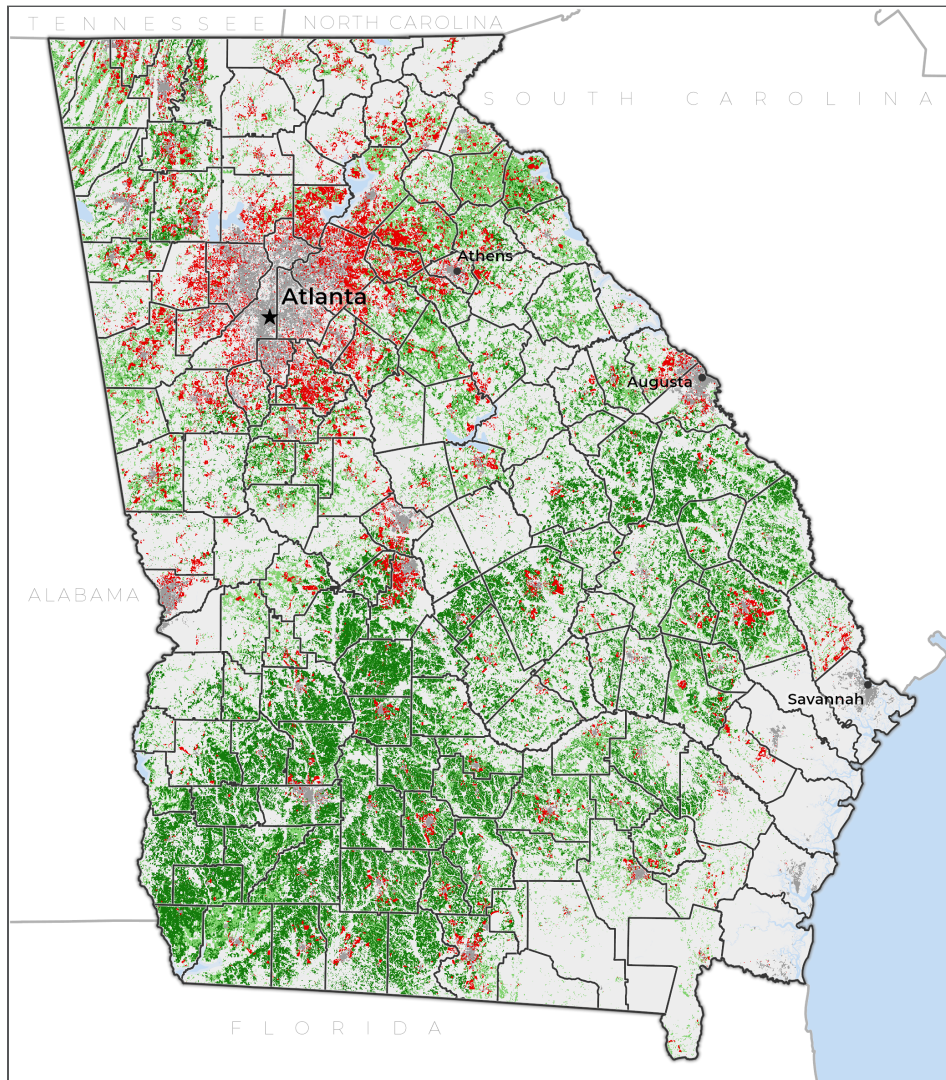 TENNESSEE
NORTH CAROLINA
SOUTH CAROLINA
Athens
Atlanta
Augusta
ALABAMA
Savannah
FLORIDA